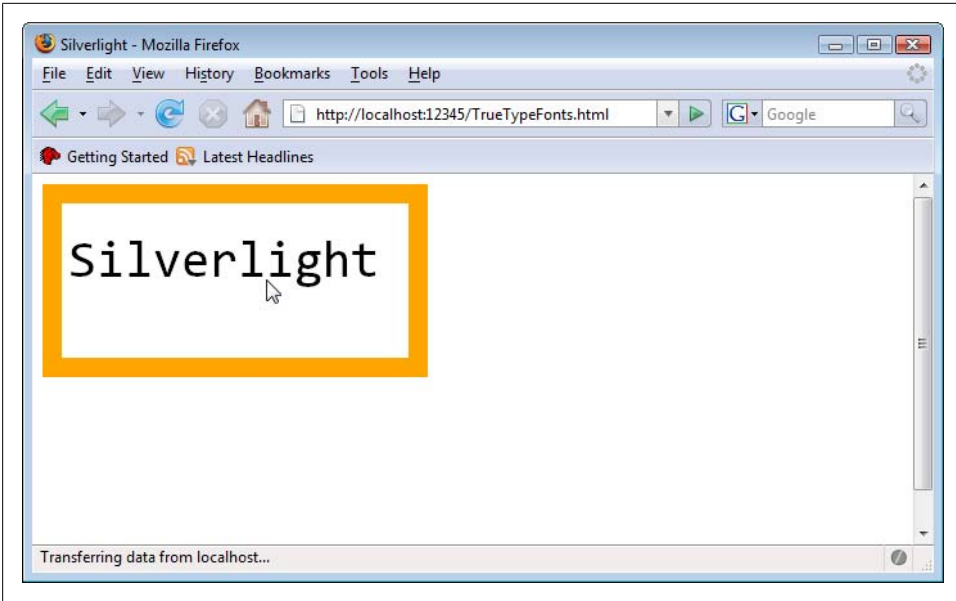 Silverlight - Mozilla Firefox
File Edit View History Bookmarks Tools Help
http://localhost:12345/TrueTypeFonts.html G Google
Getting Started Latest Headlines
Silverlight
Transferring data from localhost...